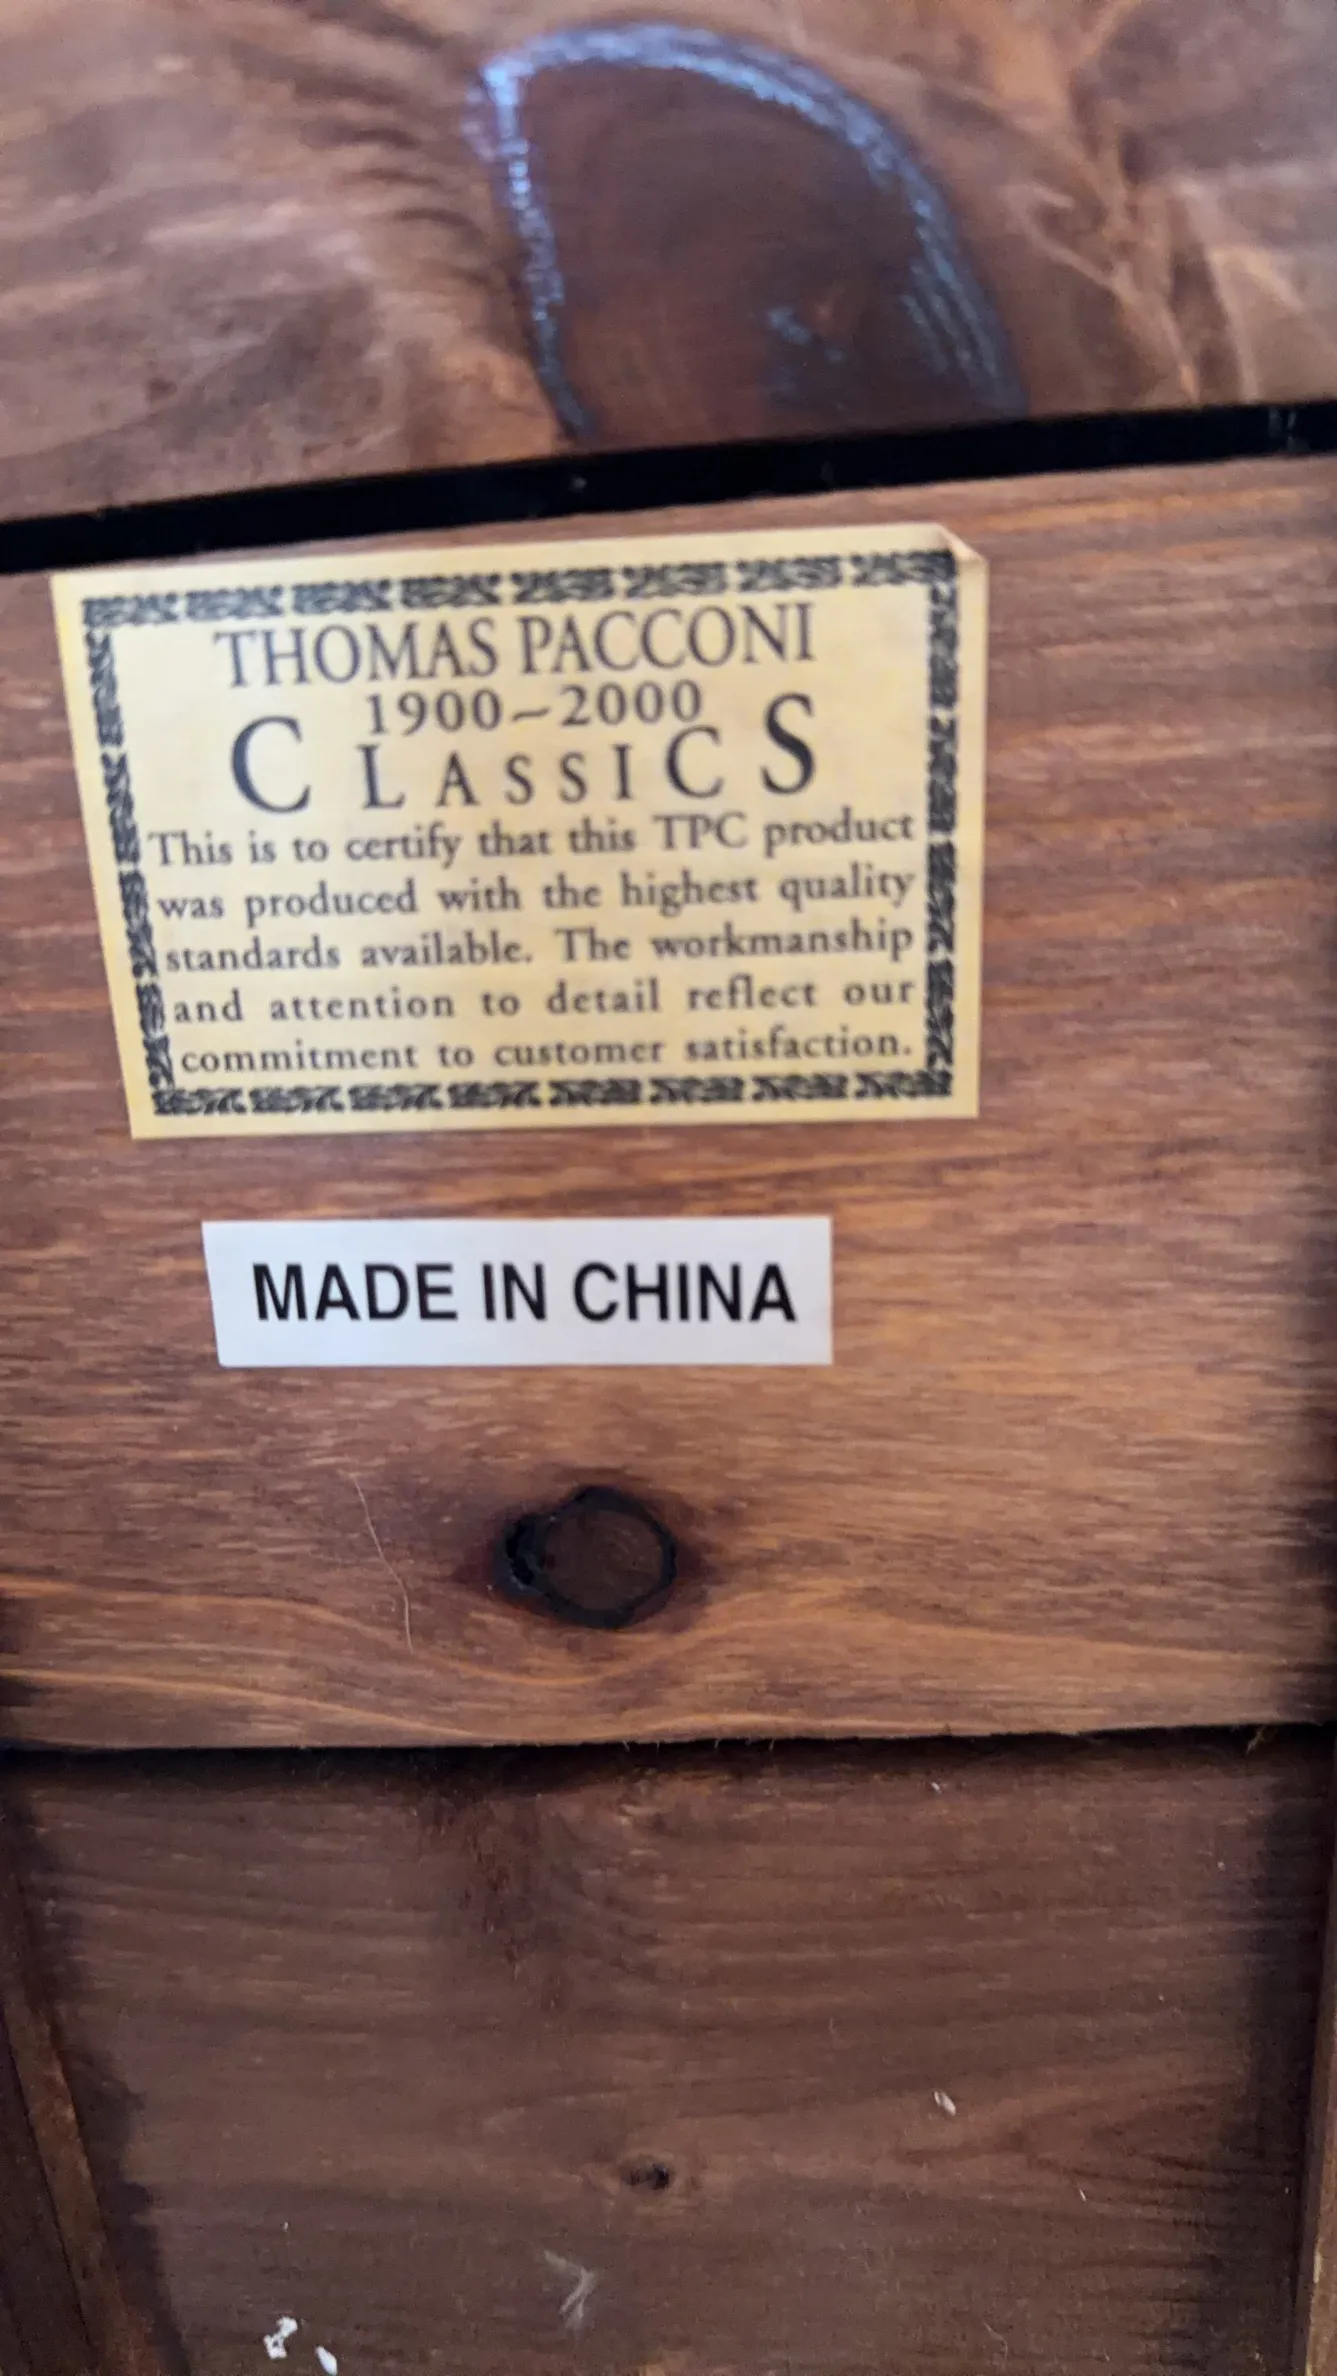 THOMAS PACCONI
1900~2000
CLASSICS
This is to certify that this TPC product
was produced with the highest quality
standards available. The workmanship
and attention to detail reflect our
commitment to customer satisfaction.
MADE IN CHINA